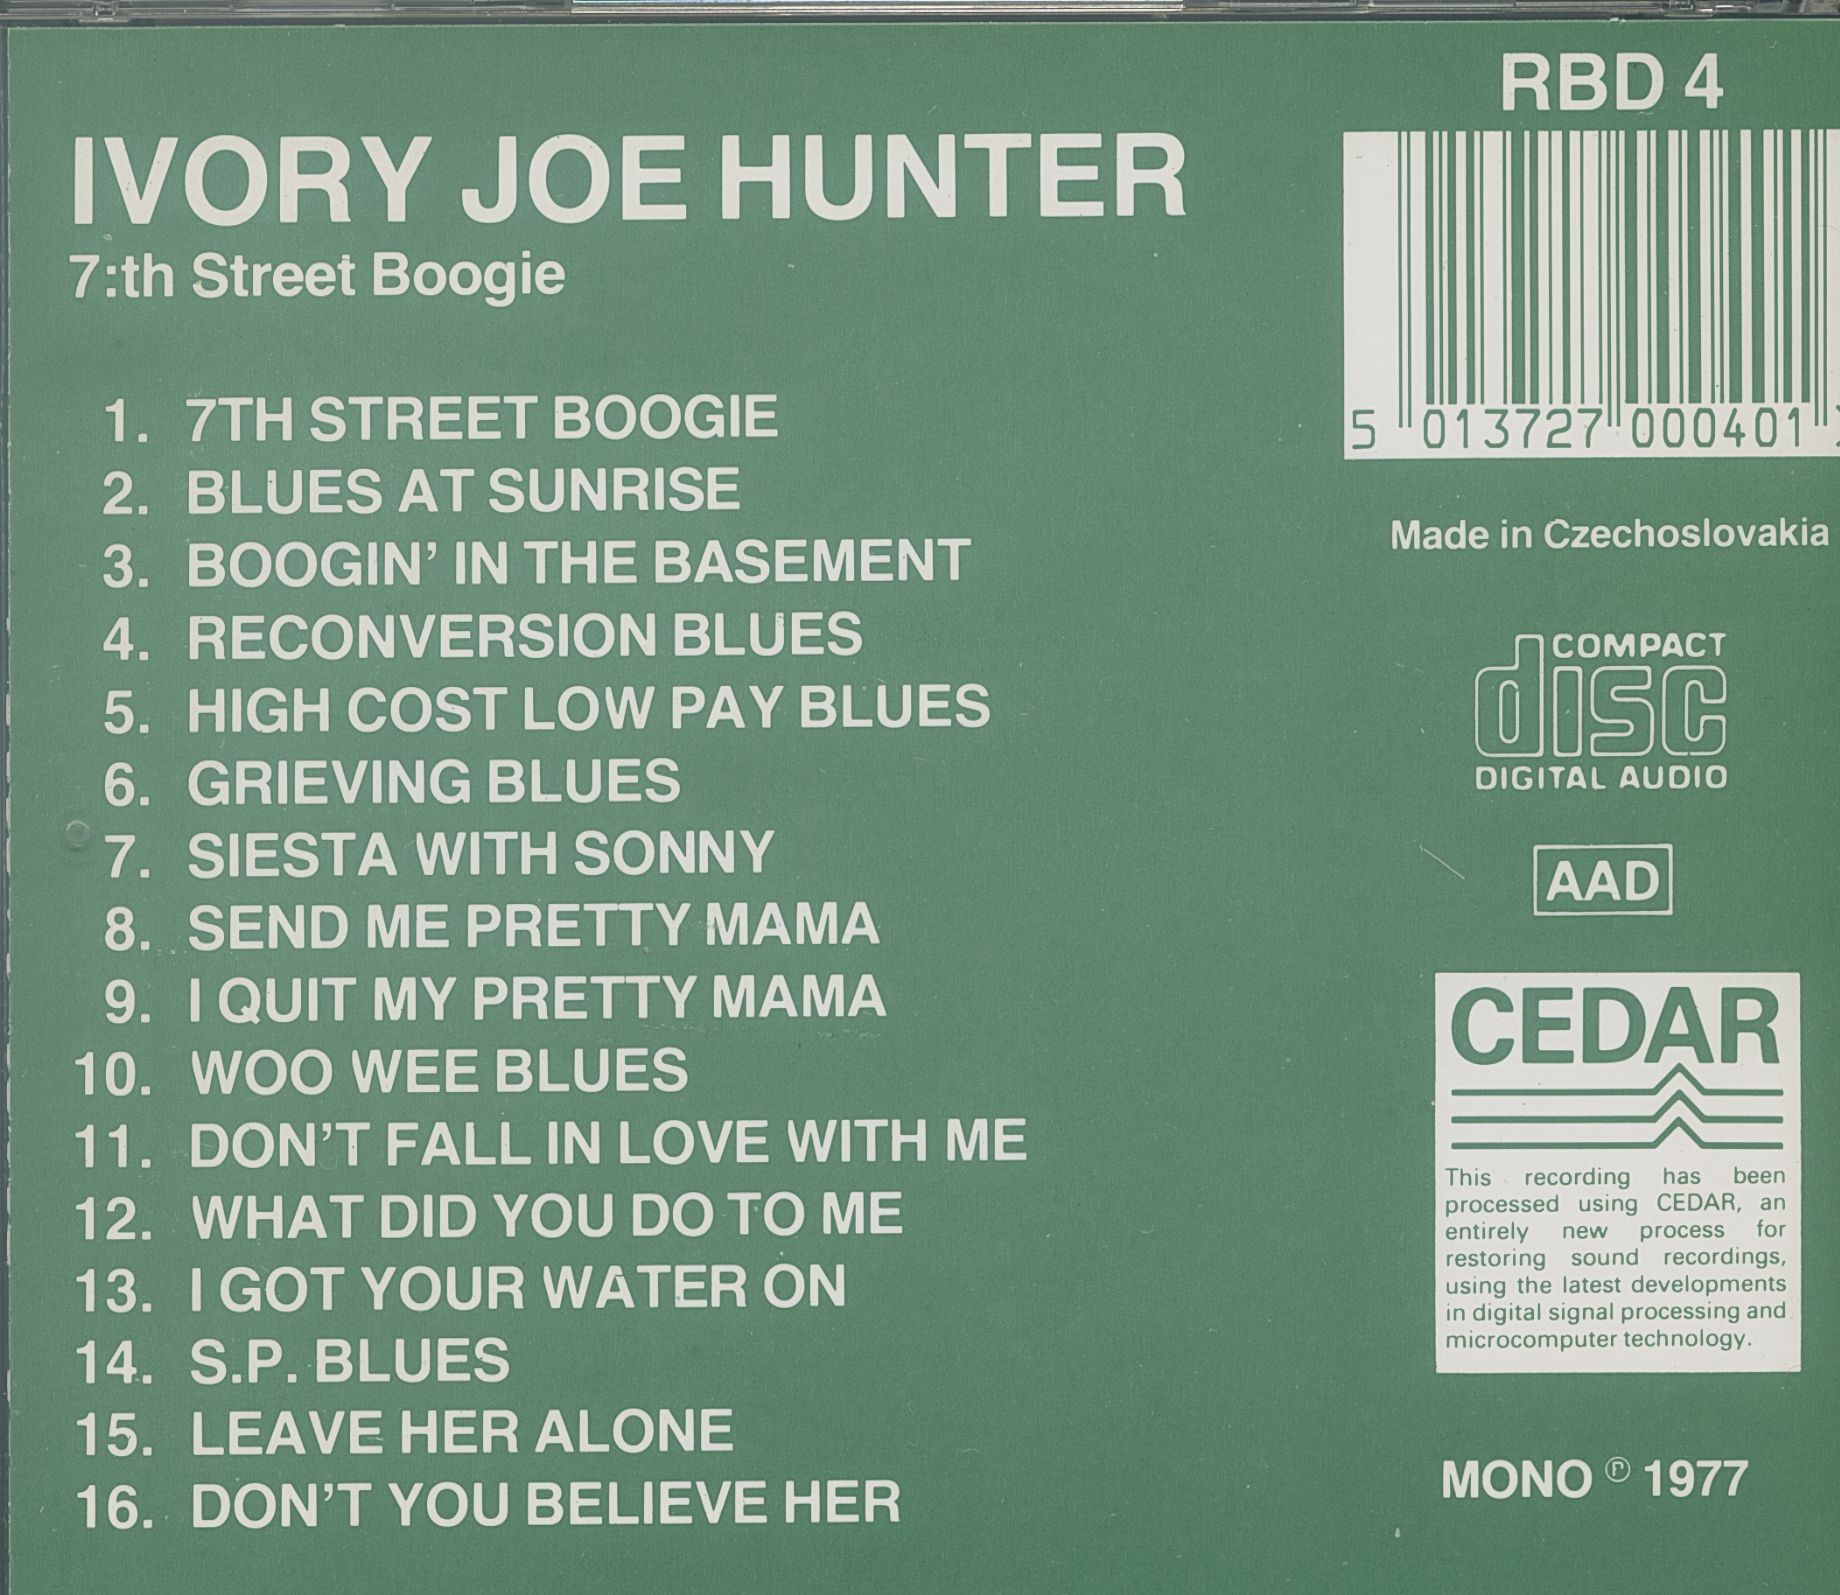 RBD 4
IVORY JOE HUNTER
7:th Street Boogie
1. 7TH STREET BOOGIE
2. BLUES AT SUNRISE
3. BOOGIN' IN THE BASEMENT
4. RECONVERSION BLUES
5. HIGH COST LOW PAY BLUES
6. GRIEVING BLUES
7. SIESTA WITH SONNY
8. SEND ME PRETTY MAMA
9. I QUIT MY PRETTY MAMA
10. WOO WEE BLUES
11. DON'T FALL IN LOVE WITH ME
12. WHAT DID YOU DO TO ME
13. I GOT YOUR WATER ON
14. S.P. BLUES
15. LEAVE HER ALONE
16. DON'T YOU BELIEVE HER
5 013727 000401
Made in Czechoslovakia
COMPACT
disc
DIGITAL AUDIO
AAD
CEDAR
This recording has been
processed using CEDAR, an
entirely new process for
restoring sound recordings,
using the latest developments
in digital signal processing and
microcomputer technology.
MONO ℗ 1977